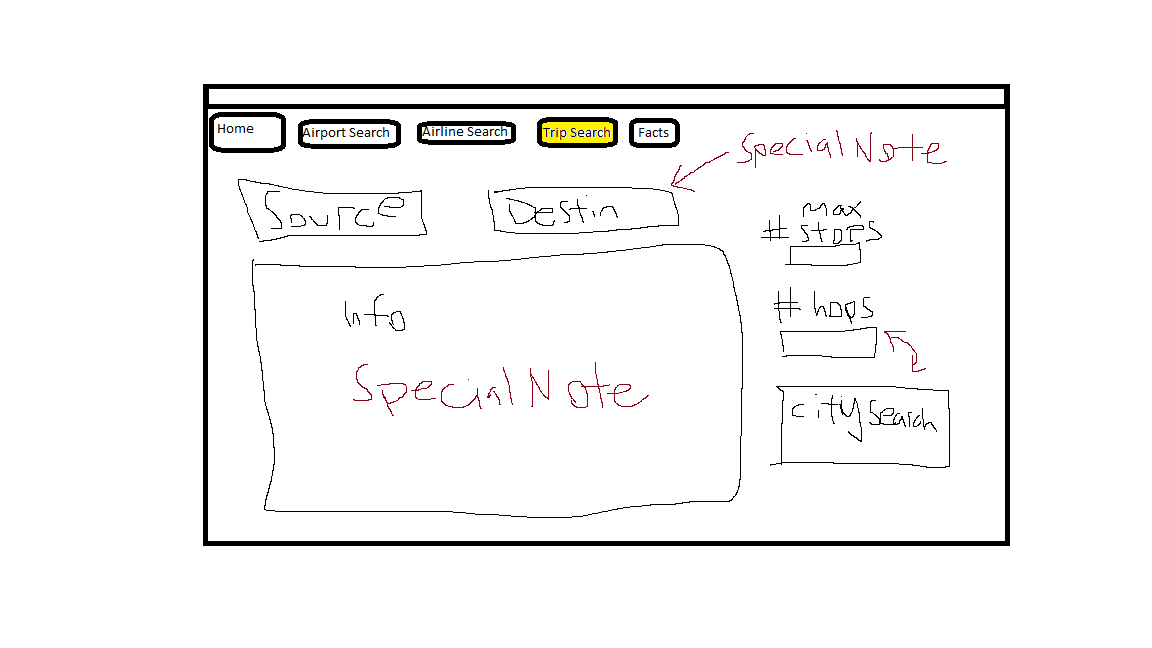 Home
Airport Search
Airline Search
Trip Search
Facts
Special Note
Source
Destin
max
# stops
Info
# hops
Special Note
city search